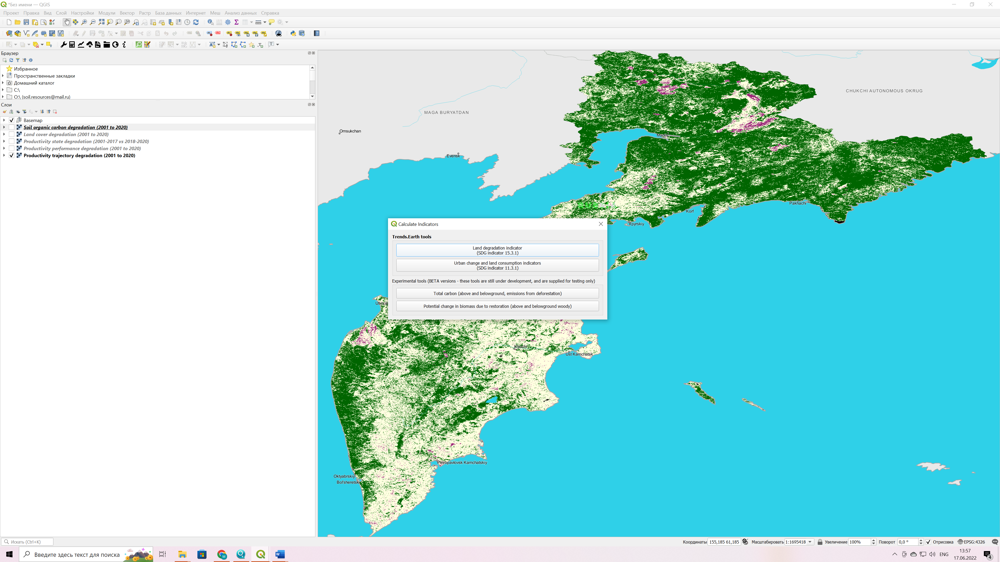 *Без имени — QGIS
Проект Правка Вид Слой Настройки Модули Вектор Растр База данных Интернет Меш Анализ данных Справка
Браузер
Избранное
Пространственные закладки
Домашний каталог
C:\
O:\ (soil.resources@mail.ru)
Слои
Basemap
Soil organic carbon degradation (2001 to 2020)
Land cover degradation (2001 to 2020)
Productivity state degradation (2001-2017 vs 2018-2020)
Productivity performance degradation (2001 to 2020)
Productivity trajectory degradation (2001 to 2020)
CHUKCHI AUTONOMOUS OKRUG
MAGA BURYATDAN
Omsukchan
Manily
Evensk
Pakhachi
Korf
Tpyrskiy
Calculate Indicators
Trends.Earth tools
Land degradation indicator
(SDG indicator 15.3.1)
Urban change and land consumption indicators
(SDG indicator 11.3.1)
Experimental tools (BETA versions - these tools are still under development, and are supplied for testing only)
Total carbon (above and belowground, emissions from deforestation)
Potential change in biomass due to restoration (above and belowground woody)
Klyuchi
Ust Kamchatsk
Petropavlovsk Kamchatskiy
Oktyabrskiy
Bol'sheretsk
Искать (Ctrl+K)
Координаты 155,185 61,185 Масштабировать 1:1695418 Увеличение 100% Поворот 0,0 ° Отрисовка EPSG:4326
Введите здесь текст для поиска
ENG
13:57
17.06.2022
4